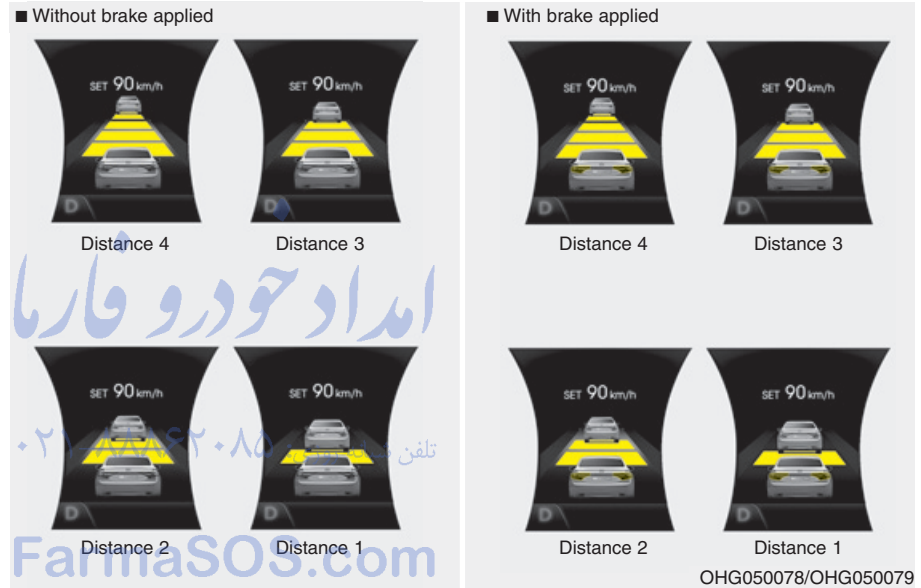 ■ Without brake applied
SET 90 km/h
SET 90 km/h
D
D
Distance 4
Distance 3
SET 90 km/h
SET 90 km/h
D
D
Distance 2
Distance 1
■ With brake applied
SET 90 km/h
SET 90 km/h
D
D
Distance 4
Distance 3
SET 90 km/h
SET 90 km/h
D
D
Distance 2
Distance 1
OHG050078/OHG050079
امداد خودرو فارما
تلفن
FarmaSOS.com